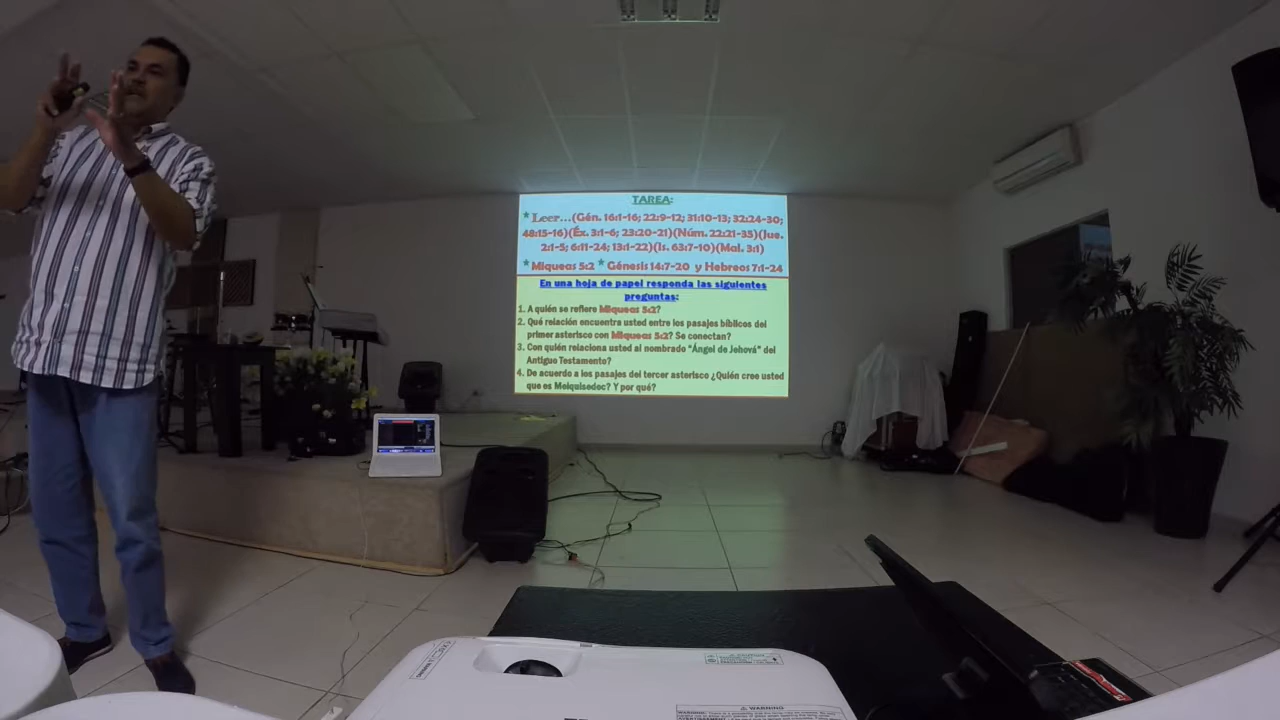 TAREA:
* Leer...(Gén. 16:1-16; 22:9-12; 31:10-13; 32:24-30;
48:15-16)(Éx. 3:1-6; 23:20-21)(Núm. 22:21-35)(Jue.
2:1-5; 6:11-24; 13:1-22)(Is. 63:7-10)(Mal. 3:1)
* Miqueas 5:2 * Génesis 14:7-20 y Hebreos 7:1-24
En una hoja de papel responda las siguientes
preguntas:
1. A quién se refiere Miqueas 5:2?
2. Qué relación encuentra usted entre los pasajes bíblicos del
primer asterisco con Miqueas 5:2? Se conectan?
3. Con quién relaciona usted al nombrado "Ángel de Jehová" del
Antiguo Testamento?
4. De acuerdo a los pasajes del tercer asterisco ¿Quién cree usted
que es Melquisedec? Y por qué?
WARNING